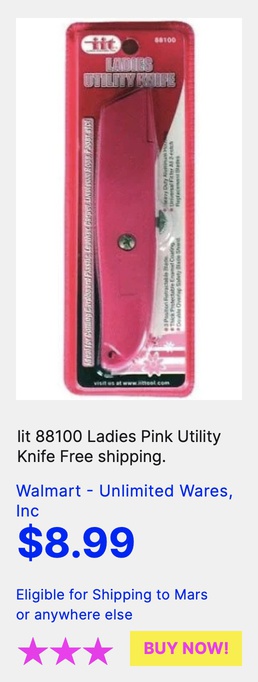 iit
88100
LADIES
UTILITY KNIFE
visit us at www.iittool.com
Iit 88100 Ladies Pink Utility
Knife Free shipping.
Walmart - Unlimited Wares,
Inc
$8.99
Eligible for Shipping to Mars
or anywhere else
BUY NOW!